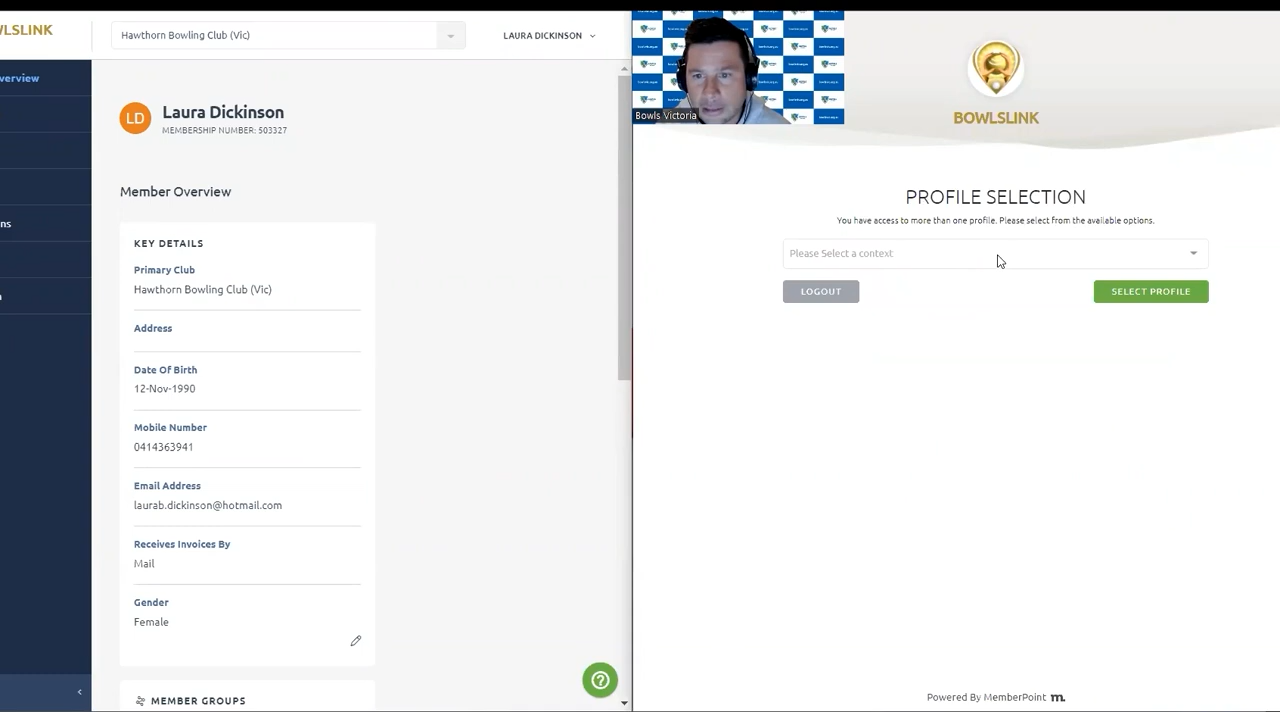 WLSLINK
Hawthorn Bowling Club (Vic)
LAURA DICKINSON
verview
ns
LD
Laura Dickinson
MEMBERSHIP NUMBER: 503327
Member Overview
KEY DETAILS
Primary Club
Hawthorn Bowling Club (Vic)
Address
Date Of Birth
12-Nov-1990
Mobile Number
0414363941
Email Address
laurab.dickinson@hotmail.com
Receives Invoices By
Mail
Gender
Female
MEMBER GROUPS
Bowls Victoria
BOWLSLINK
PROFILE SELECTION
You have access to more than one profile. Please select from the available options.
Please Select a context
LOGOUT
SELECT PROFILE
Powered By MemberPoint m.